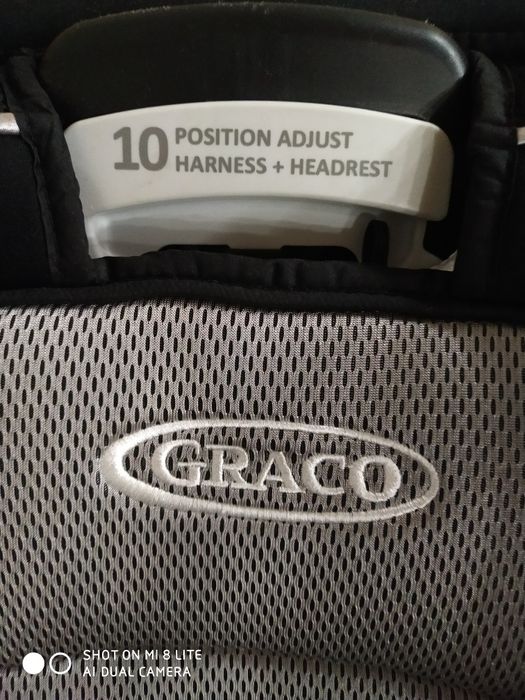 10 POSITION ADJUST
HARNESS + HEADREST
GRACO
SHOT ON MI 8 LITE
AI DUAL CAMERA